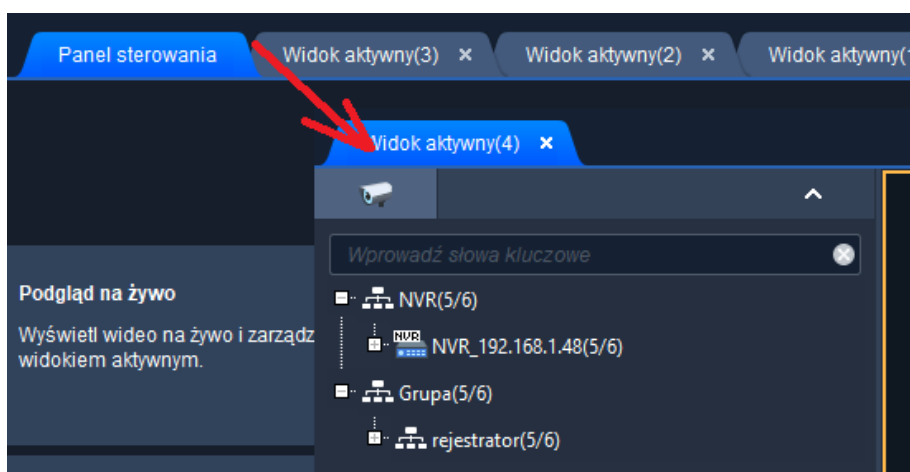 Panel sterowania
Widok aktywny(3)
Widok aktywny(2)
Widok aktywny(
Widok aktywny(4)
Wprowadź słowa kluczowe
Podgląd na żywo
Wyświetl wideo na żywo i zarządz
widokiem aktywnym.
NVR(5/6)
NVR
NVR_192.168.1.48(5/6)
Grupa(5/6)
rejestrator(5/6)